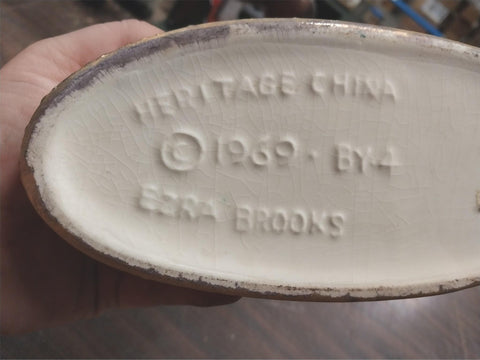 HERITAGE CHINA
© 1969 · BY-4
EZRA BROOKS